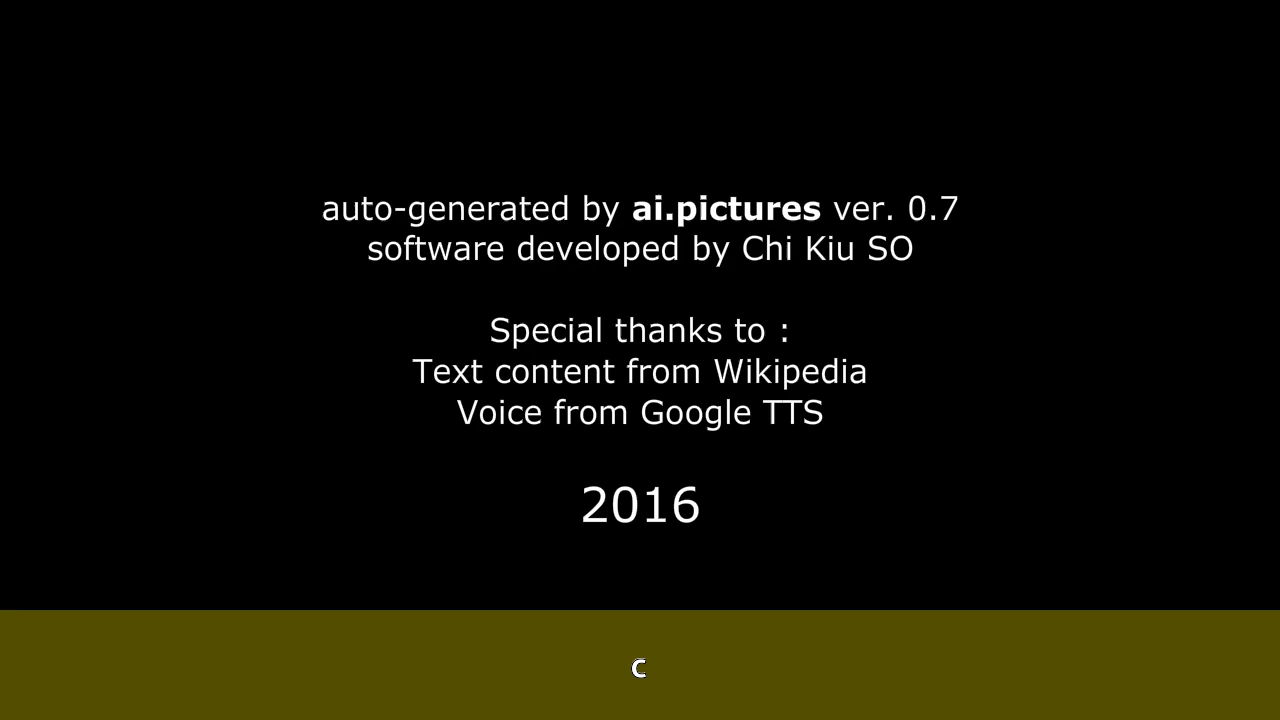 auto-generated by ai.pictures ver. 0.7
software developed by Chi Kiu SO
Special thanks to :
Text content from Wikipedia
Voice from Google TTS
2016
c